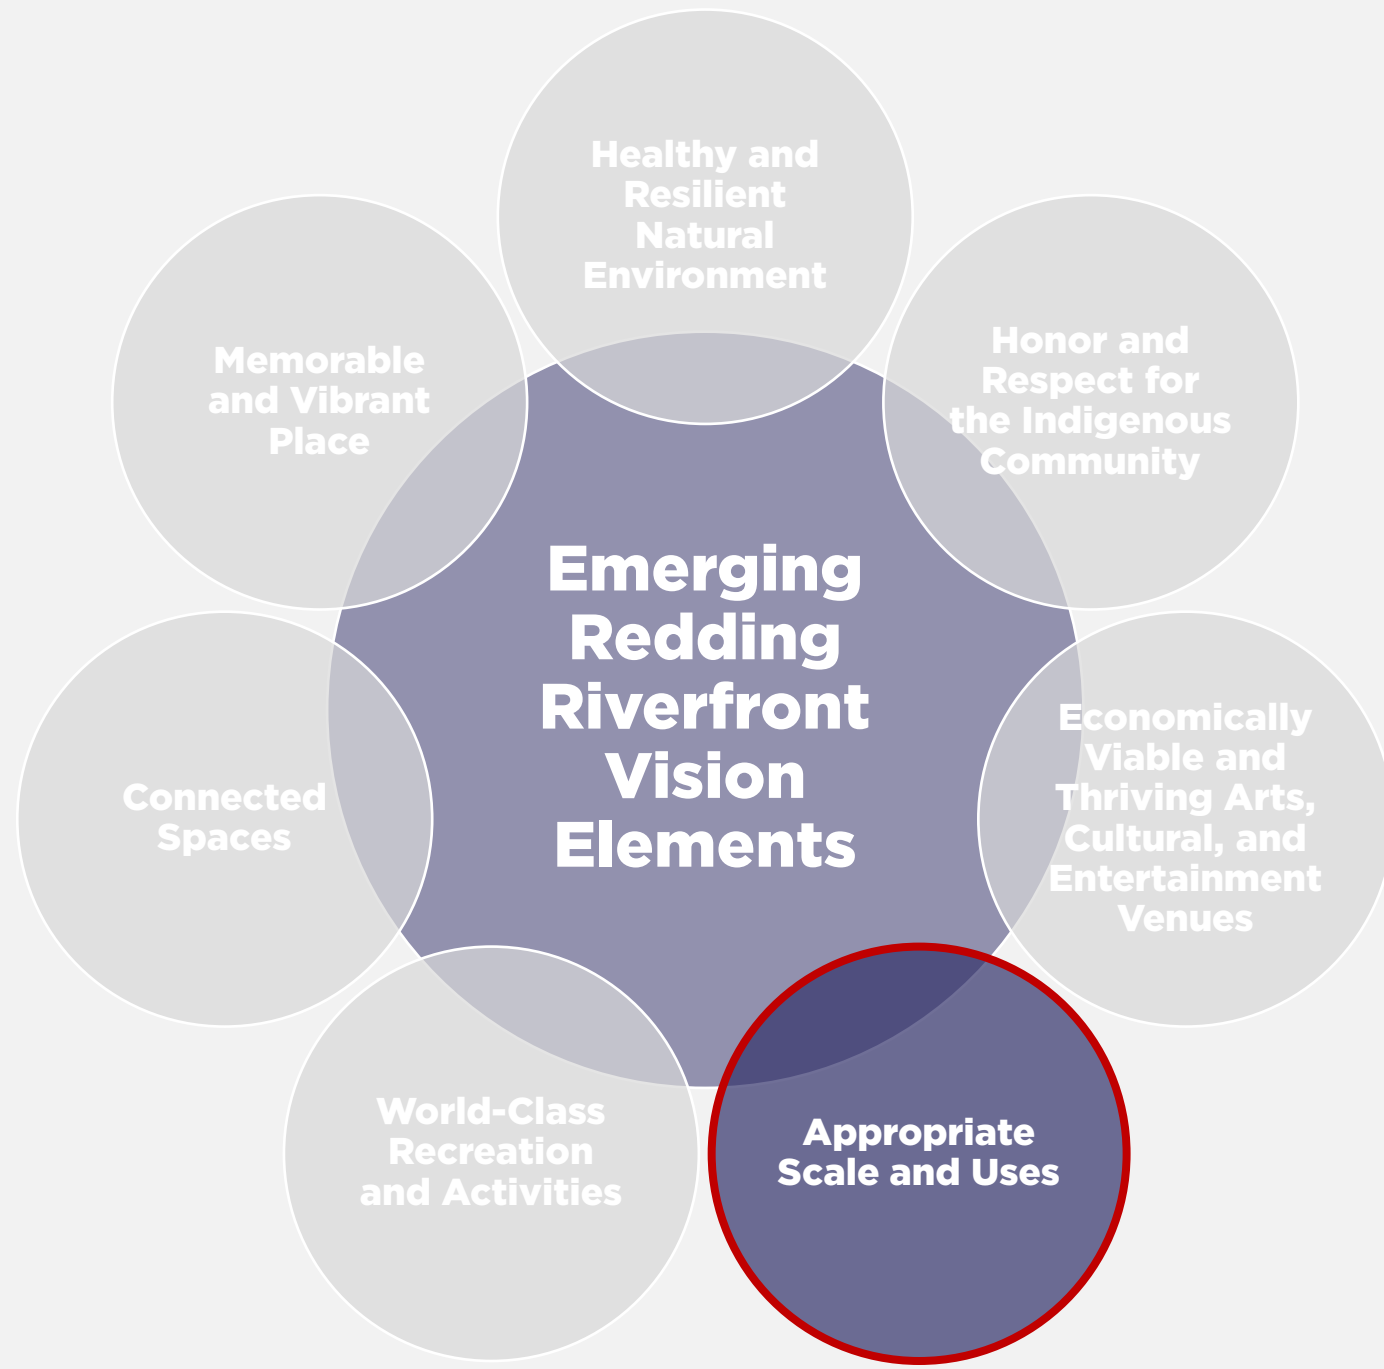 Healthy and
Resilient
Natural
Environment
Honor and
Respect for
the Indigenous
Community
Economically
Viable and
Thriving Arts,
Cultural, and
Entertainment
Venues
Appropriate
Scale and Uses
World-Class
Recreation
and Activities
Connected
Spaces
Memorable
and Vibrant
Place
Emerging
Redding
Riverfront
Vision
Elements